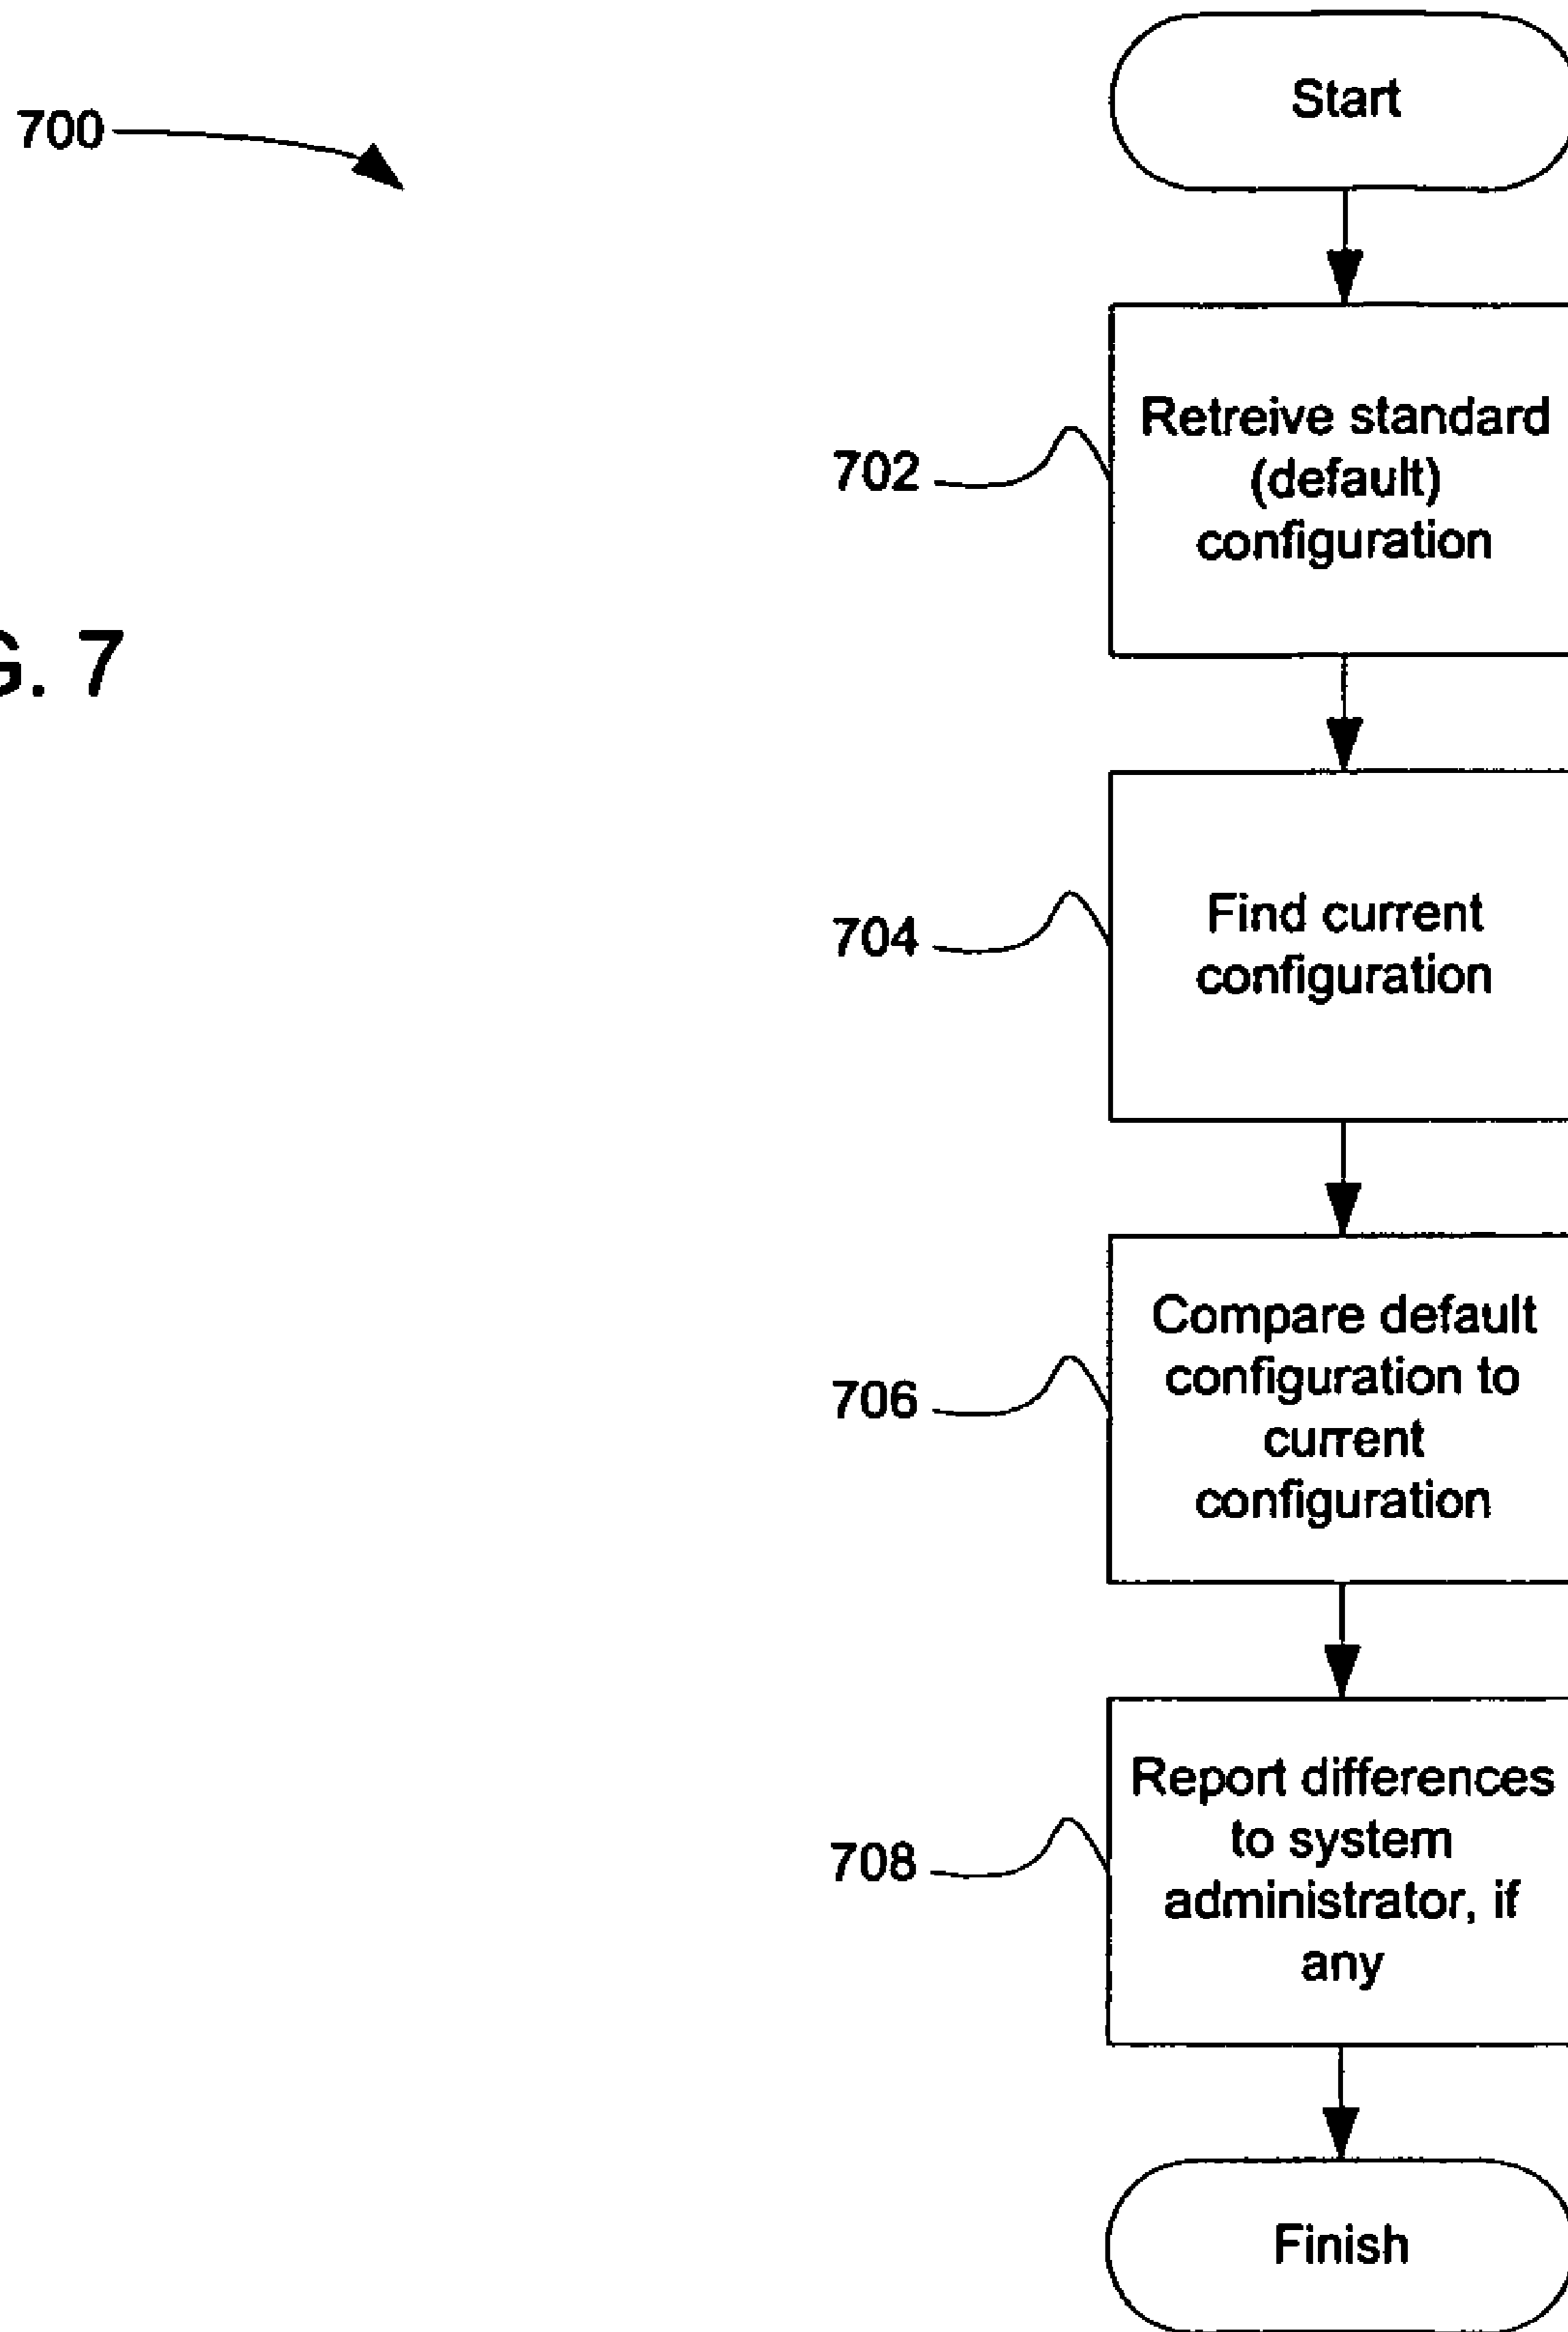 Start
700
Retreive standard
(default)
configuration
702
G. 7
Find current
configuration
704
Compare default
configuration to
current
configuration
706
Report differences
to system
administrator, if
any
708
Finish